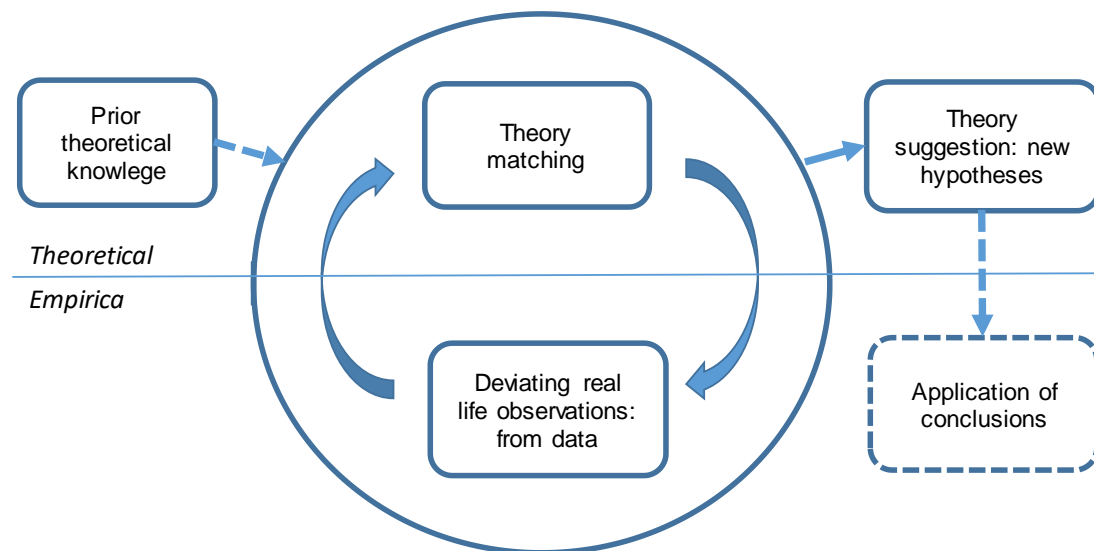 Prior
theoretical
knowlege
Theory
matching
Theory
suggestion: new
hypotheses
Theoretical
Empirica
Deviating real
life observations:
from data
Application of
conclusions